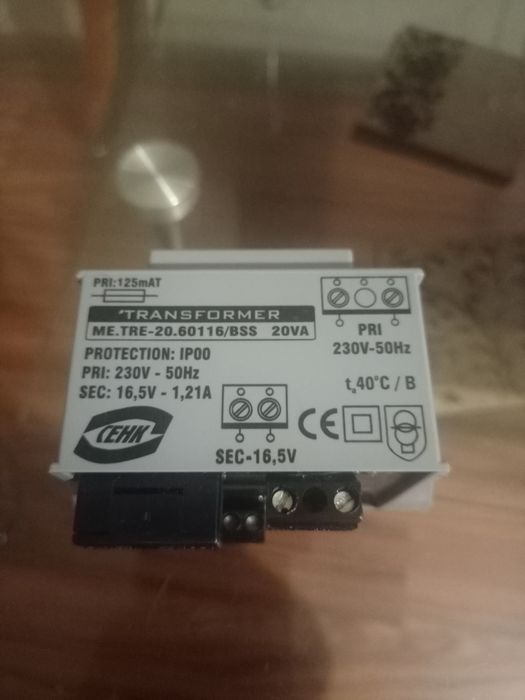 PRI:125mAT
TRANSFORMER
ME.TRE-20.60116/BSS 20VA
PROTECTION: IP00
PRI: 230V - 50Hz
SEC: 16,5V - 1,21A
CEHK
SEC-16,5V
PRI
230V-50Hz
ta40°C / B
CE